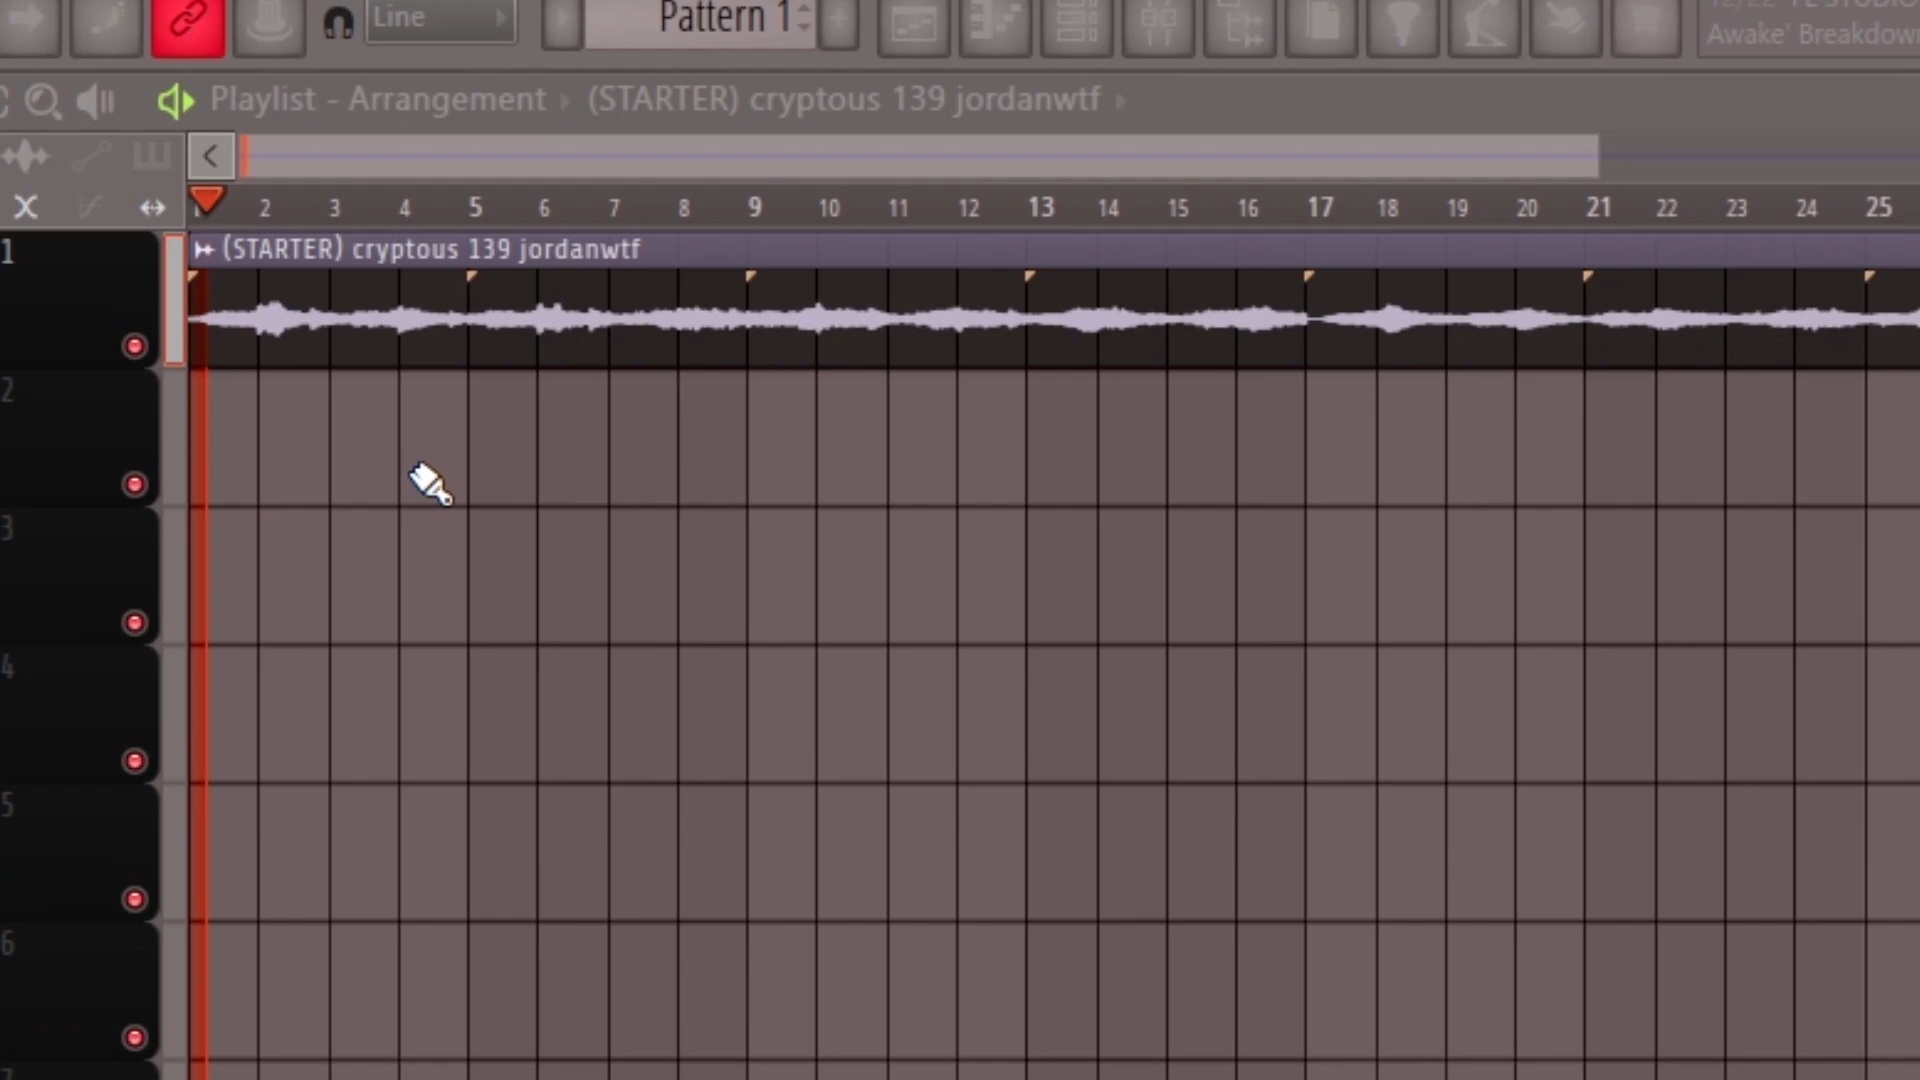 Line
Pattern 1
Awake' Breakdown
Playlist - Arrangement
(STARTER) cryptous 139 jordanwtf
2 3 4 5 6 7 8 9 10 11 12 13 14 15 16 17 18 19 20 21 22 23 24 25
(STARTER) cryptous 139 jordanwtf
1
2
3
4
5
6